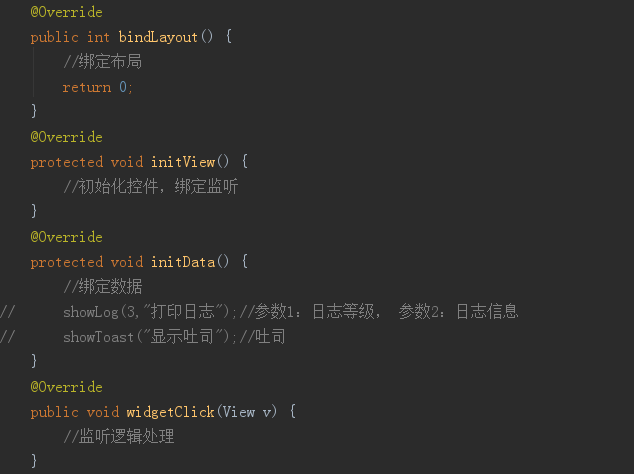 @Override
public int bindLayout() {
//绑定布局
return 0;
}
@Override
protected void initView() {
//初始化控件，绑定监听
}
@Override
protected void initData() {
//绑定数据
// showLog(3,"打印日志");//参数1：日志等级， 参数2：日志信息
// showToast("显示吐司");//吐司
}
@Override
public void widgetClick(View v) {
//监听逻辑处理
}